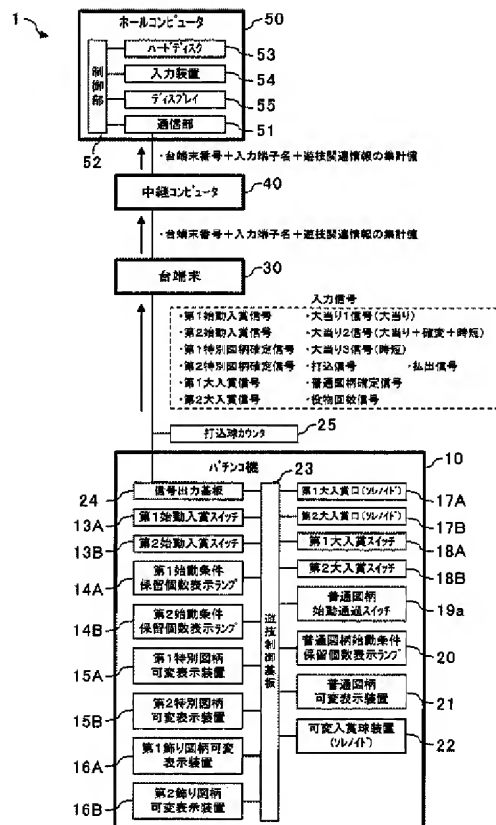 1
ホールコンピュータ
50
ハードディスク
53
入力装置
54
ディスプレイ
55
通信部
51
制御部
52
・台端末番号+入力端子名+遊技関連情報の集計値
中継コンピュータ
40
・台端末番号+入力端子名+遊技関連情報の集計値
台端末
30
入力信号
・第1始動入賞信号
・大当り1信号(大当り)
・第2始動入賞信号
・大当り2信号(大当り+確変+時短)
・第1特別図柄確定信号
・大当り3信号(時短)
・第2特別図柄確定信号
・打込信号
・払出信号
・第1大入賞信号
・普通図柄確定信号
・第2大入賞信号
・役物回数信号
打込球カウンタ
25
パチンコ機
23
10
24
信号出力基板
第1大入賞口(ソレノイド)
17A
13A
第1始動入賞スイッチ
第2大入賞口(ソレノイド)
17B
13B
第2始動入賞スイッチ
第1大入賞スイッチ
18A
14A
第1始動条件
保留個数表示ランプ
第2大入賞スイッチ
18B
遊技制御基板
普通図柄
始動通過スイッチ
19a
14B
第2始動条件
保留個数表示ランプ
普通図柄始動条件
保留個数表示ランプ
20
15A
第1特別図柄
可変表示装置
普通図柄
可変表示装置
21
15B
第2特別図柄
可変表示装置
可変入賞球装置
(ソレノイド)
22
16A
第1飾り図柄可変
表示装置
16B
第2飾り図柄
可変表示装置